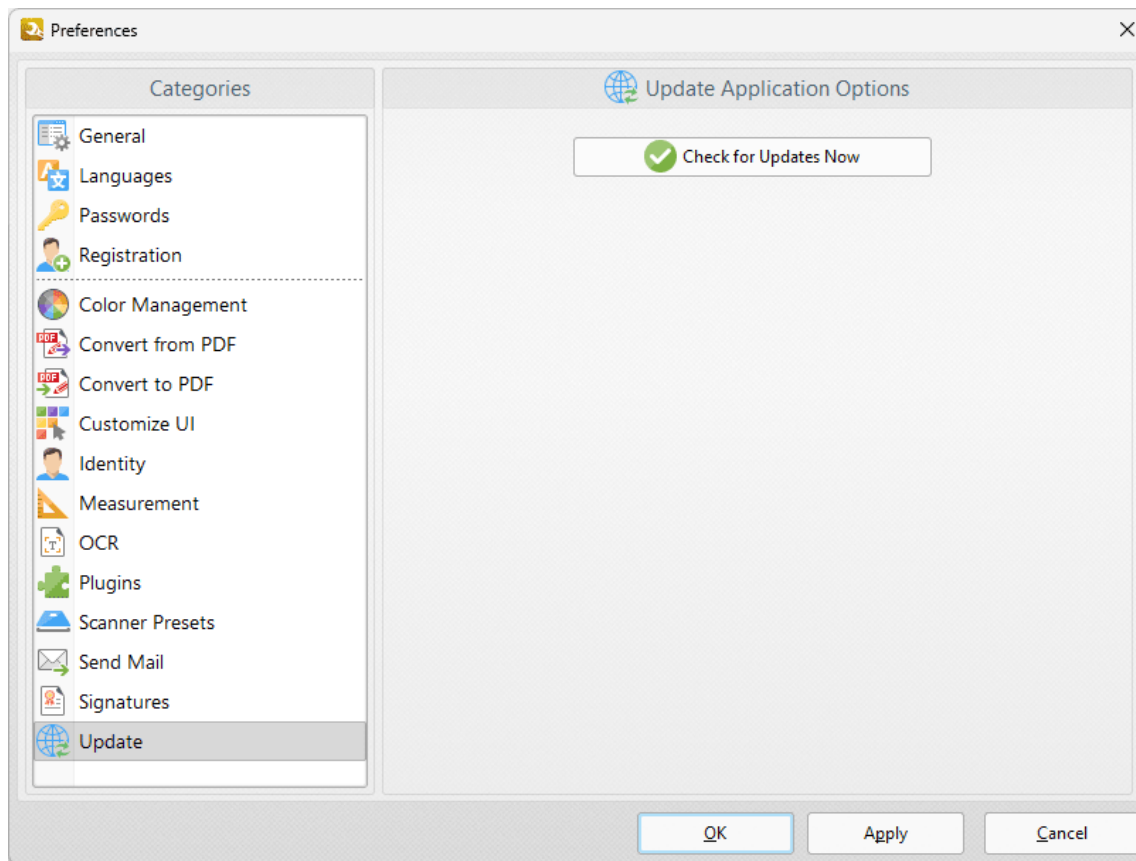 Preferences
Categories
General
Languages
Passwords
Registration
Color Management
Convert from PDF
Convert to PDF
Customize UI
Identity
Measurement
OCR
Plugins
Scanner Presets
Send Mail
Signatures
Update
Update Application Options
Check for Updates Now
OK
Apply
Cancel